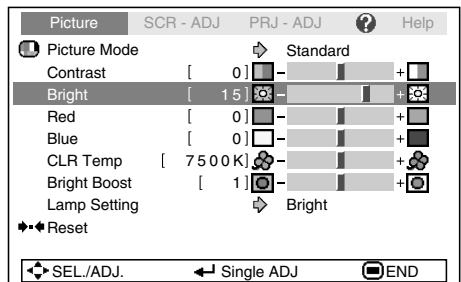 Picture SCR - ADJ PRJ - ADJ ? Help
Picture Mode Standard
Contrast [ 0] - +
Bright [ 15] - +
Red [ 0] - +
Blue [ 0] - +
CLR Temp [ 7500K] - +
Bright Boost [ 1] - +
Lamp Setting Bright
Reset
SEL./ADJ. Single ADJ END